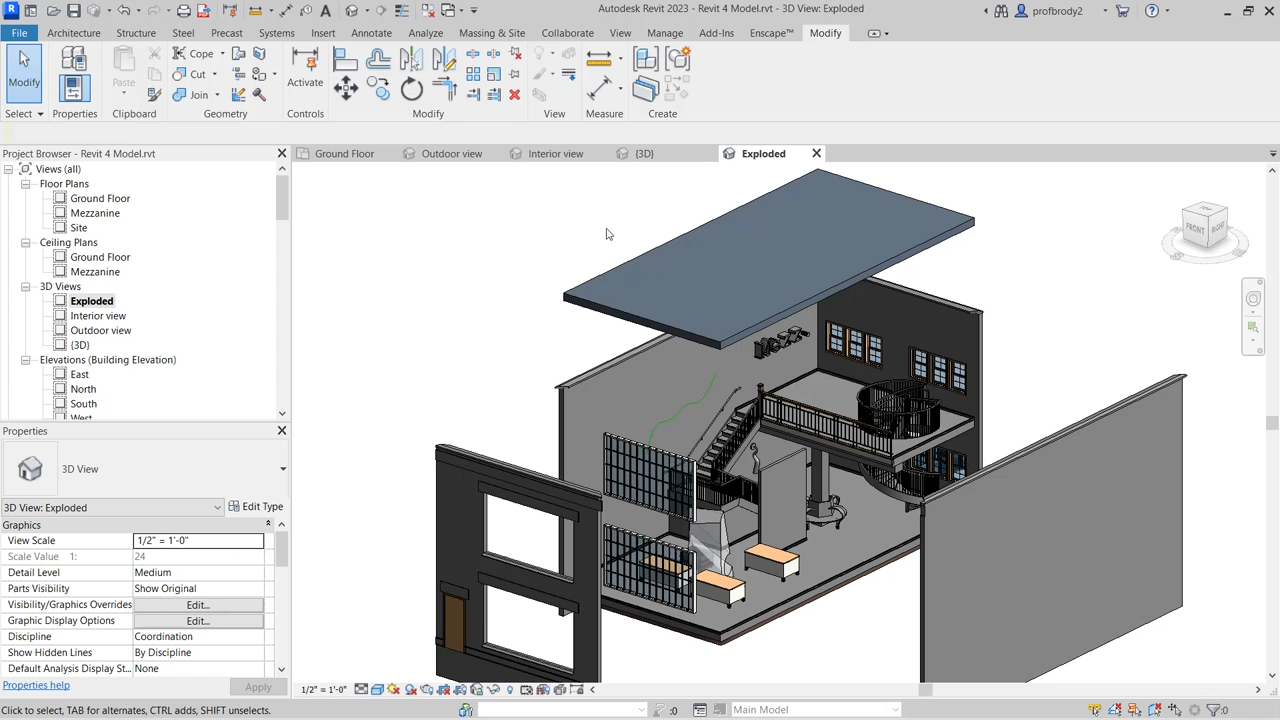 Autodesk Revit 2023 - Revit 4 Model.rvt - 3D View: Exploded
profbrody2
File Architecture Structure Steel Precast Systems Insert Annotate Analyze Massing & Site Collaborate View Manage Add-Ins Enscape™ Modify
Modify Properties Paste Cope Cut Join Activate
Select Properties Clipboard Geometry Controls Modify View Measure Create
Project Browser - Revit 4 Model.rvt
Ground Floor Outdoor view Interior view {3D} Exploded
Views (all)
Floor Plans
Ground Floor
Mezzanine
Site
Ceiling Plans
Ground Floor
Mezzanine
3D Views
Exploded
Interior view
Outdoor view
{3D}
Elevations (Building Elevation)
East
North
South
West
FRONT RIGHT
Properties
3D View
3D View: Exploded Edit Type
Graphics
View Scale 1/2" = 1'-0"
Scale Value 1: 24
Detail Level Medium
Parts Visibility Show Original
Visibility/Graphics Overrides Edit...
Graphic Display Options Edit...
Discipline Coordination
Show Hidden Lines By Discipline
Default Analysis Display St... None
Properties help Apply
1/2" = 1'-0"
Click to select, TAB for alternates, CTRL adds, SHIFT unselects. :0 Main Model :0